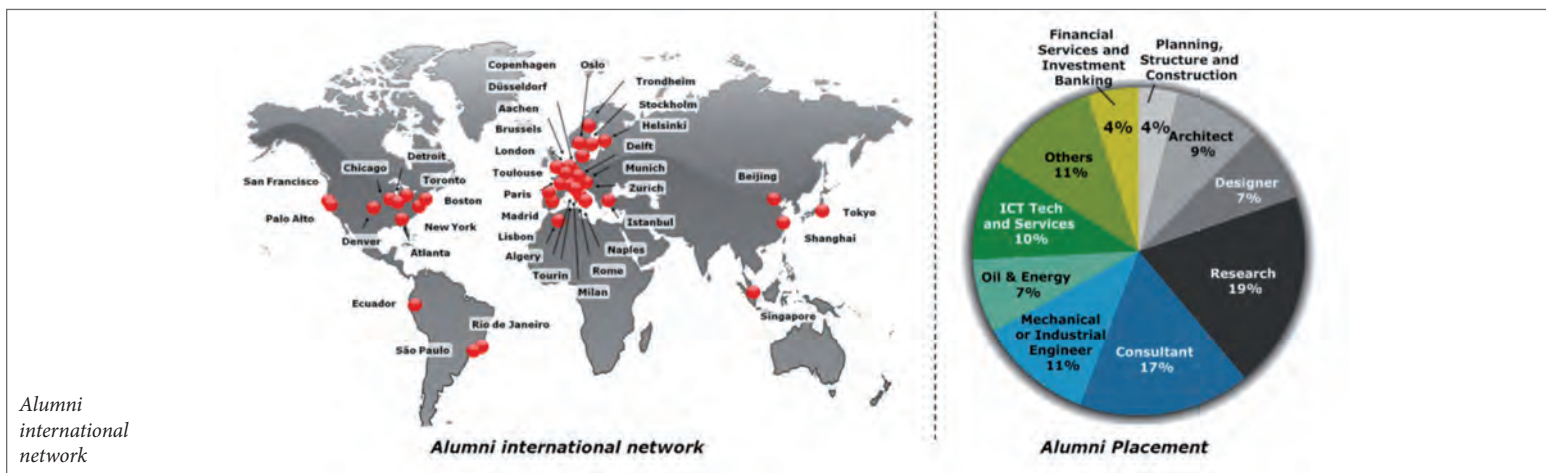 Copenhagen
Oslo
Düsseldorf
Trondheim
Aachen
Stockholm
Brussels
Helsinki
London
Delft
Toulouse
Munich
Paris
Zurich
Madrid
Istanbul
Lisbon
Naples
Algery
Rome
Tourin
Milan
Chicago
Detroit
San Francisco
Toronto
Boston
Palo Alto
New York
Denver
Atlanta
Ecuador
Rio de Janeiro
São Paulo
Beijing
Tokyo
Shanghai
Singapore
Alumni international network
Financial
Services and
Investment
Banking
Planning,
Structure and
Construction
4%
4%
Architect
9%
Designer
7%
Research
19%
Consultant
17%
Mechanical
or Industrial
Engineer
11%
Oil & Energy
7%
ICT Tech
and Services
10%
Others
11%
Alumni Placement
Alumni
international
network